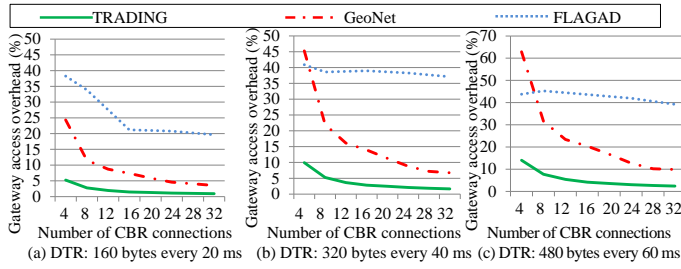 TRADING GeoNet FLAGAD
Gateway access overhead (%)
50
45
40
35
30
25
20
15
10
5
0
4 8 12 16 20 24 28 32
Number of CBR connections
(a) DTR: 160 bytes every 20 ms
Gateway access overhead (%)
50
45
40
35
30
25
20
15
10
5
0
4 8 12 16 20 24 28 32
Number of CBR connections
(b) DTR: 320 bytes every 40 ms
Gateway access overhead (%)
70
60
50
40
30
20
10
0
4 8 12 16 20 24 28 32
Number of CBR connections
(c) DTR: 480 bytes every 60 ms